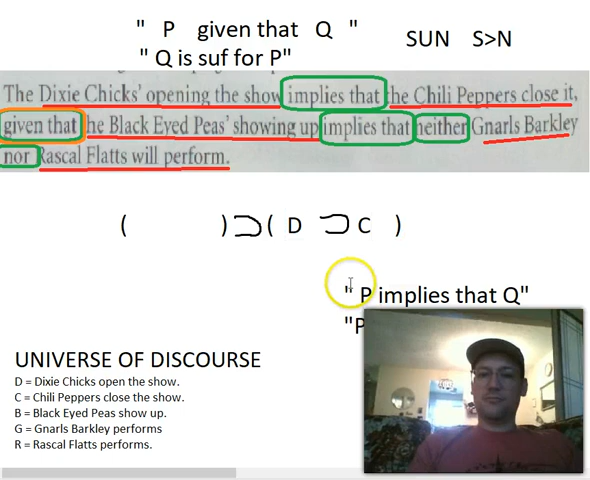 " P given that Q "
" Q is suf for P"
SUN S>N
The Dixie Chicks' opening the show implies that the Chili Peppers close it,
given that the Black Eyed Peas' showing up implies that neither Gnarls Barkley
nor Rascal Flatts will perform.
( ) ⊃ ( D ⊃ C )
" P implies that Q"
"P
UNIVERSE OF DISCOURSE
D = Dixie Chicks open the show.
C = Chili Peppers close the show.
B = Black Eyed Peas show up.
G = Gnarls Barkley performs
R = Rascal Flatts performs.